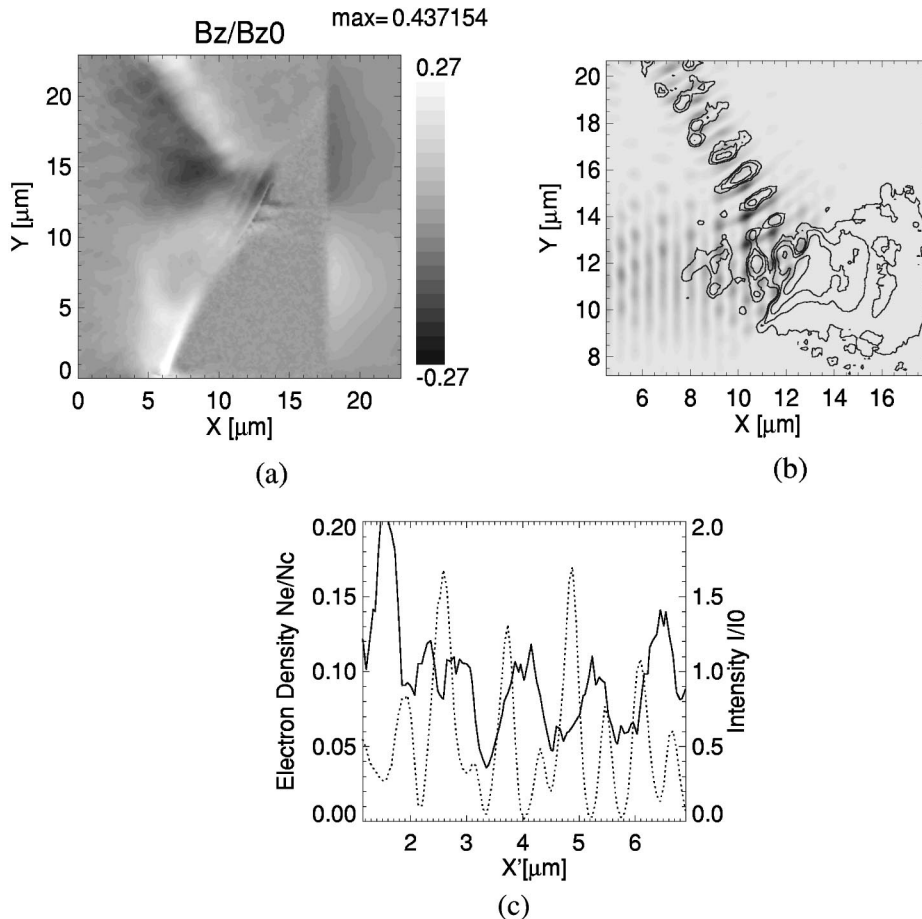 max= 0.437154
Bz/Bz0
0.27
-0.27
20
15
10
5
0
Y [μm]
0 5 10 15 20
X [μm]
(a)
20
18
16
14
12
10
8
Y [μm]
6 8 10 12 14 16
X [μm]
(b)
0.20
0.15
0.10
0.05
0.00
Electron Density Ne/Nc
2.0
1.5
1.0
0.5
0.0
Intensity I/I0
2 3 4 5 6
X'[μm]
(c)